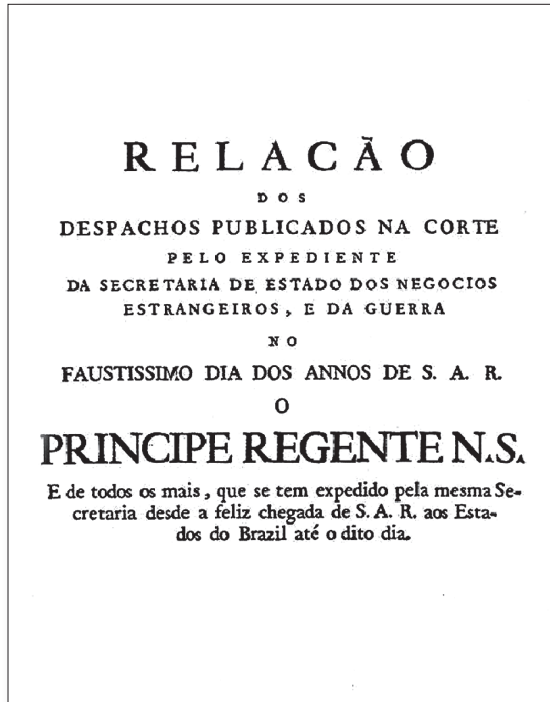 RELACÃO
DOS
DESPACHOS PUBLICADOS NA CORTE
PELO EXPEDIENTE
DA SECRETARIA DE ESTADO DOS NEGOCIOS
ESTRANGEIROS, E DA GUERRA
NO
FAUSTISSIMO DIA DOS ANNOS DE S. A. R.
O
PRINCIPE REGENTE N.S.
E de todos os mais, que se tem expedido pela mesma Se-
cretaria desde a feliz chegada de S. A. R. aos Esta-
dos do Brazil até o dito dia.